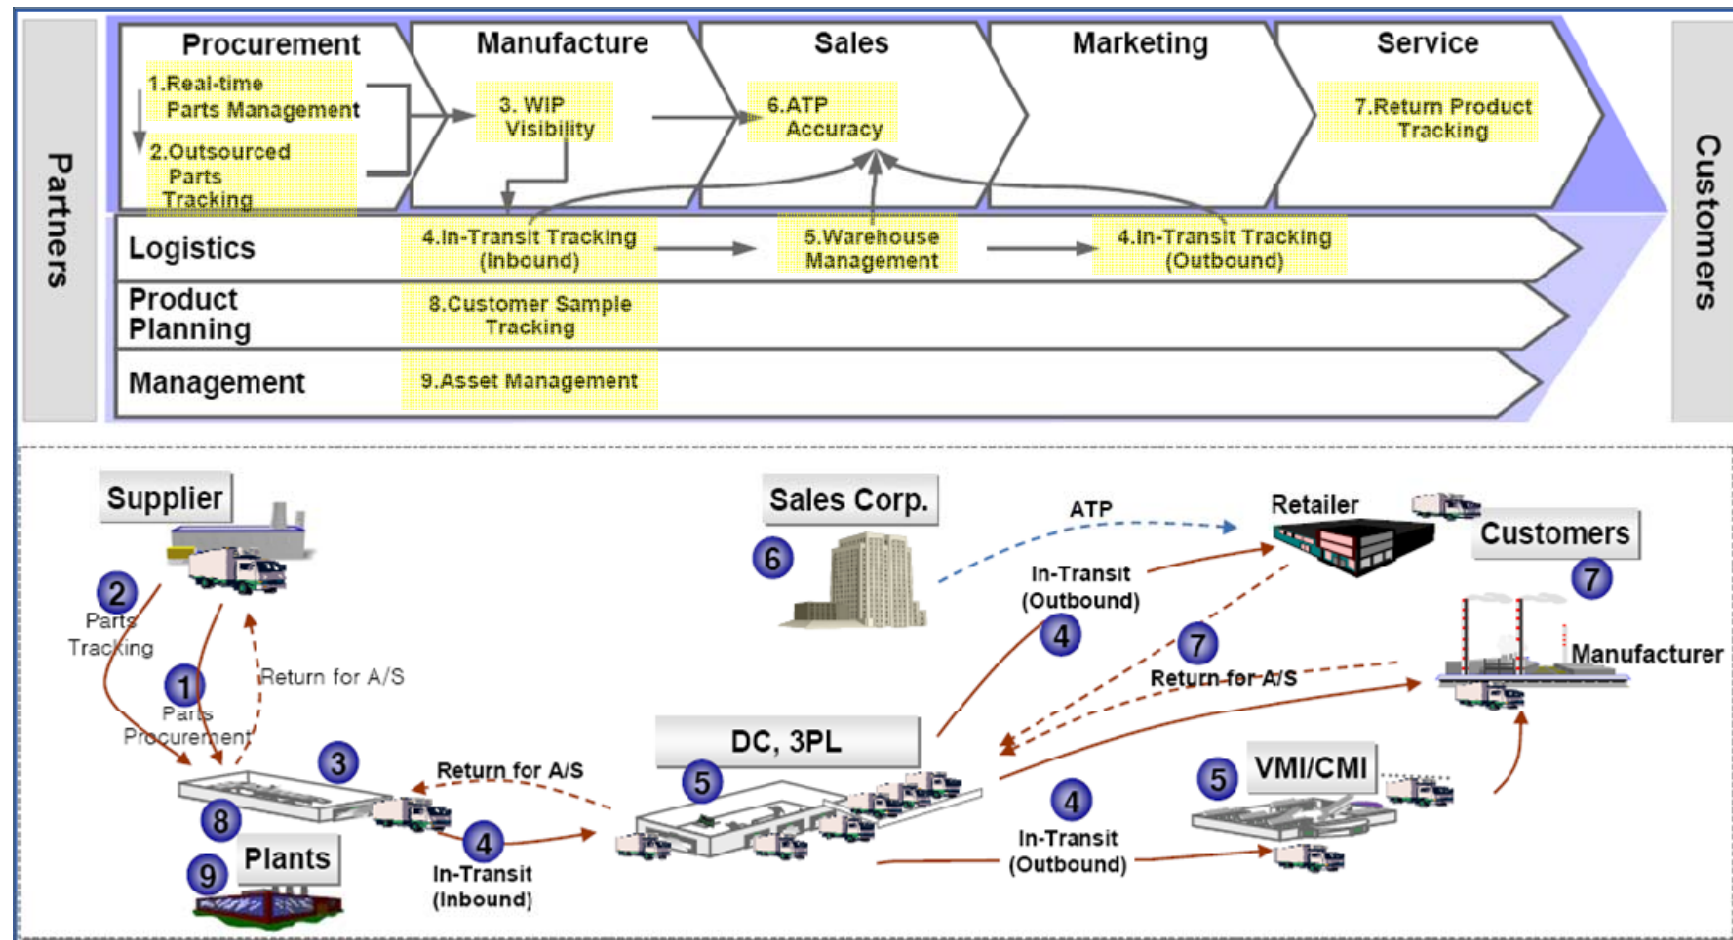 Partners
Procurement
Manufacture
Sales
Marketing
Service
Customers
1.Real-time
Parts Management
2.Outsourced
Parts
Tracking
3. WIP
Visibility
6.ATP
Accuracy
7.Return Product
Tracking
Logistics
4.In-Transit Tracking
(Inbound)
5.Warehouse
Management
4.In-Transit Tracking
(Outbound)
Product
Planning
8.Customer Sample
Tracking
Management
9.Asset Management
Supplier
2
Parts
Tracking
1
Return for A/S
Parts
Procurement
3
8
Plants
9
Return for A/S
4
In-Transit
(Inbound)
DC, 3PL
5
Sales Corp.
6
ATP
In-Transit
(Outbound)
4
Retailer
Customers
7
7
Return for A/S
Manufacturer
4
In-Transit
(Outbound)
5
VMI/CMI